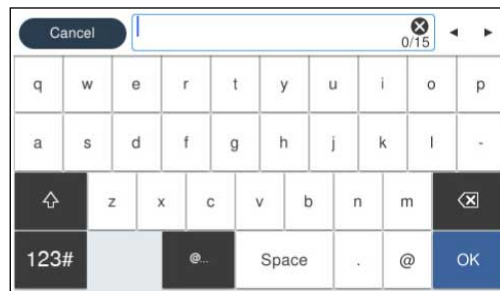 Cancel
0/15
q w e r t y u i o p
a s d f g h j k l -
z x c v b n m
123# @... Space . @ OK